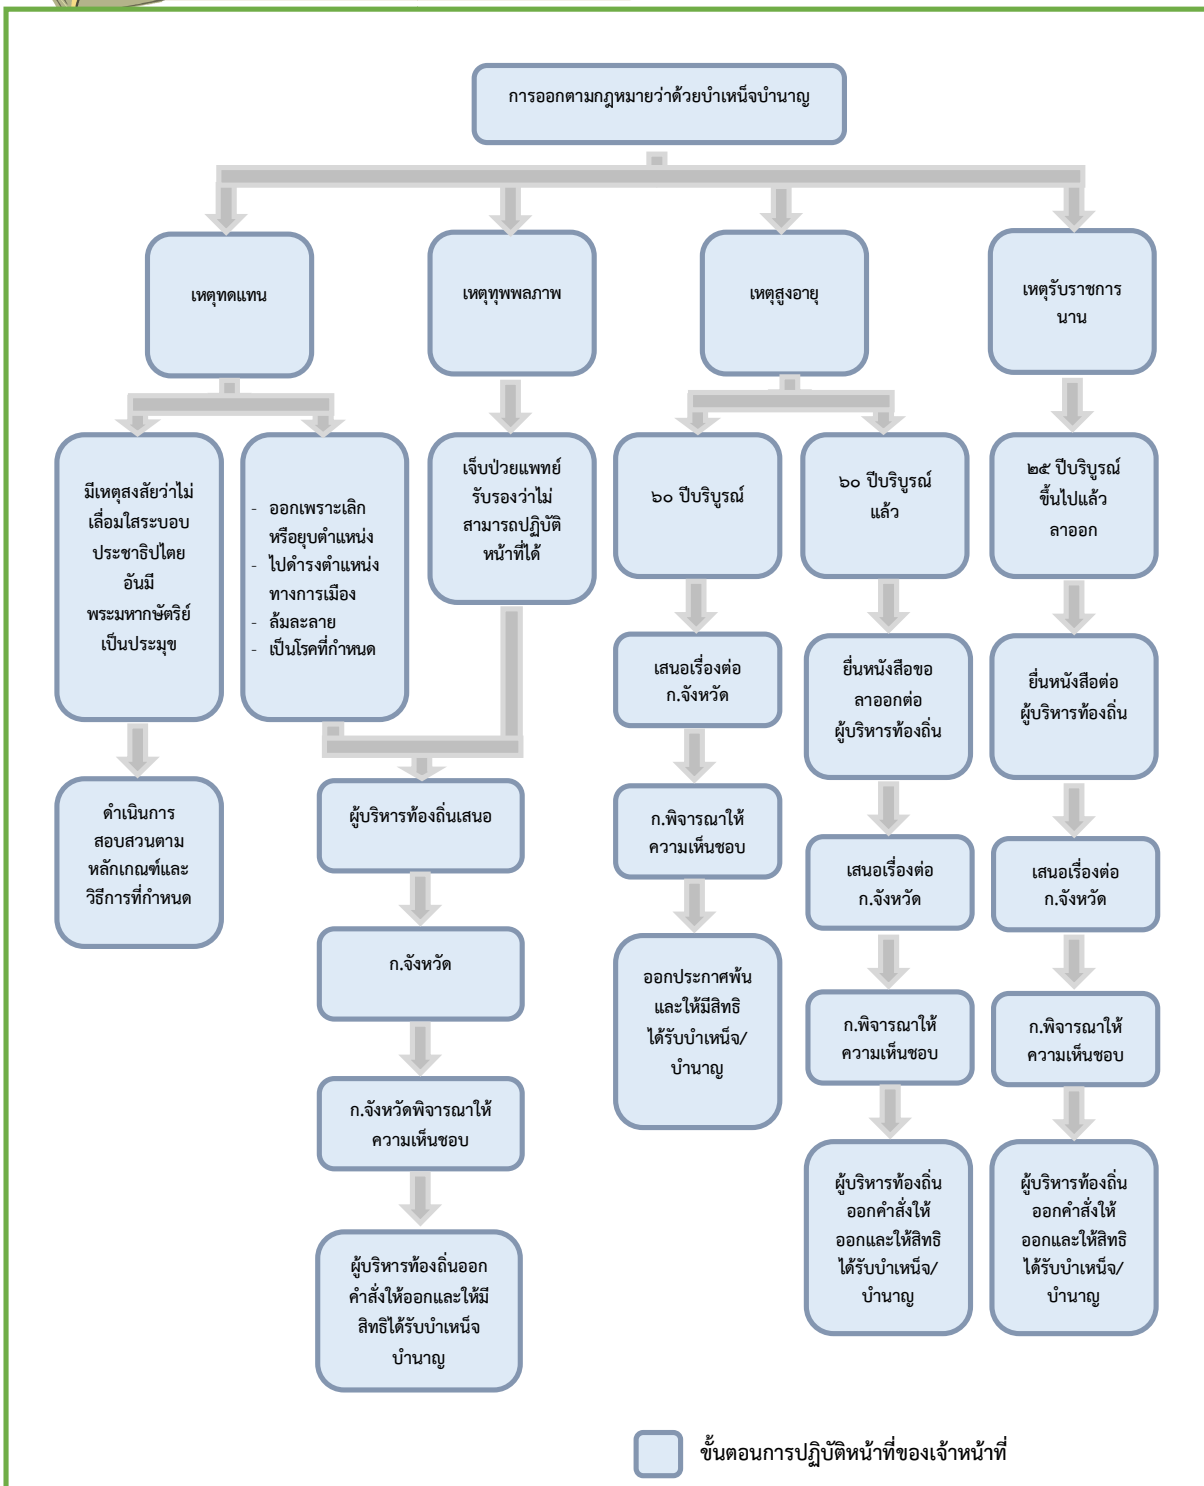 การออกตามกฎหมายว่าด้วยบำเหน็จบำนาญ
เหตุทดแทน
เหตุทุพพลภาพ
เหตุสูงอายุ
เหตุรับราชการ
นาน
มีเหตุสงสัยว่าไม่
เลื่อมใสระบอบ
ประชาธิปไตย
อันมี
พระมหากษัตริย์
เป็นประมุข
- ออกเพราะเลิก
หรือยุบตำแหน่ง
- ไปดำรงตำแหน่ง
ทางการเมือง
- ล้มละลาย
- เป็นโรคที่กำหนด
เจ็บป่วยแพทย์
รับรองว่าไม่
สามารถปฏิบัติ
หน้าที่ได้
๖๐ ปีบริบูรณ์
๖๐ ปีบริบูรณ์
แล้ว
๒๕ ปีบริบูรณ์
ขึ้นไปแล้ว
ลาออก
ดำเนินการ
สอบสวนตาม
หลักเกณฑ์และ
วิธีการที่กำหนด
ผู้บริหารท้องถิ่นเสนอ
ก.จังหวัด
ก.จังหวัดพิจารณาให้
ความเห็นชอบ
ผู้บริหารท้องถิ่นออก
คำสั่งให้ออกและให้มี
สิทธิได้รับบำเหน็จ
บำนาญ
เสนอเรื่องต่อ
ก.จังหวัด
ก.พิจารณาให้
ความเห็นชอบ
ออกประกาศพ้น
และให้มีสิทธิ
ได้รับบำเหน็จ/
บำนาญ
ยื่นหนังสือขอ
ลาออกต่อ
ผู้บริหารท้องถิ่น
เสนอเรื่องต่อ
ก.จังหวัด
ก.พิจารณาให้
ความเห็นชอบ
ผู้บริหารท้องถิ่น
ออกคำสั่งให้
ออกและให้สิทธิ
ได้รับบำเหน็จ/
บำนาญ
ยื่นหนังสือต่อ
ผู้บริหารท้องถิ่น
เสนอเรื่องต่อ
ก.จังหวัด
ก.พิจารณาให้
ความเห็นชอบ
ผู้บริหารท้องถิ่น
ออกคำสั่งให้
ออกและให้สิทธิ
ได้รับบำเหน็จ/
บำนาญ
ขั้นตอนการปฏิบัติหน้าที่ของเจ้าหน้าที่